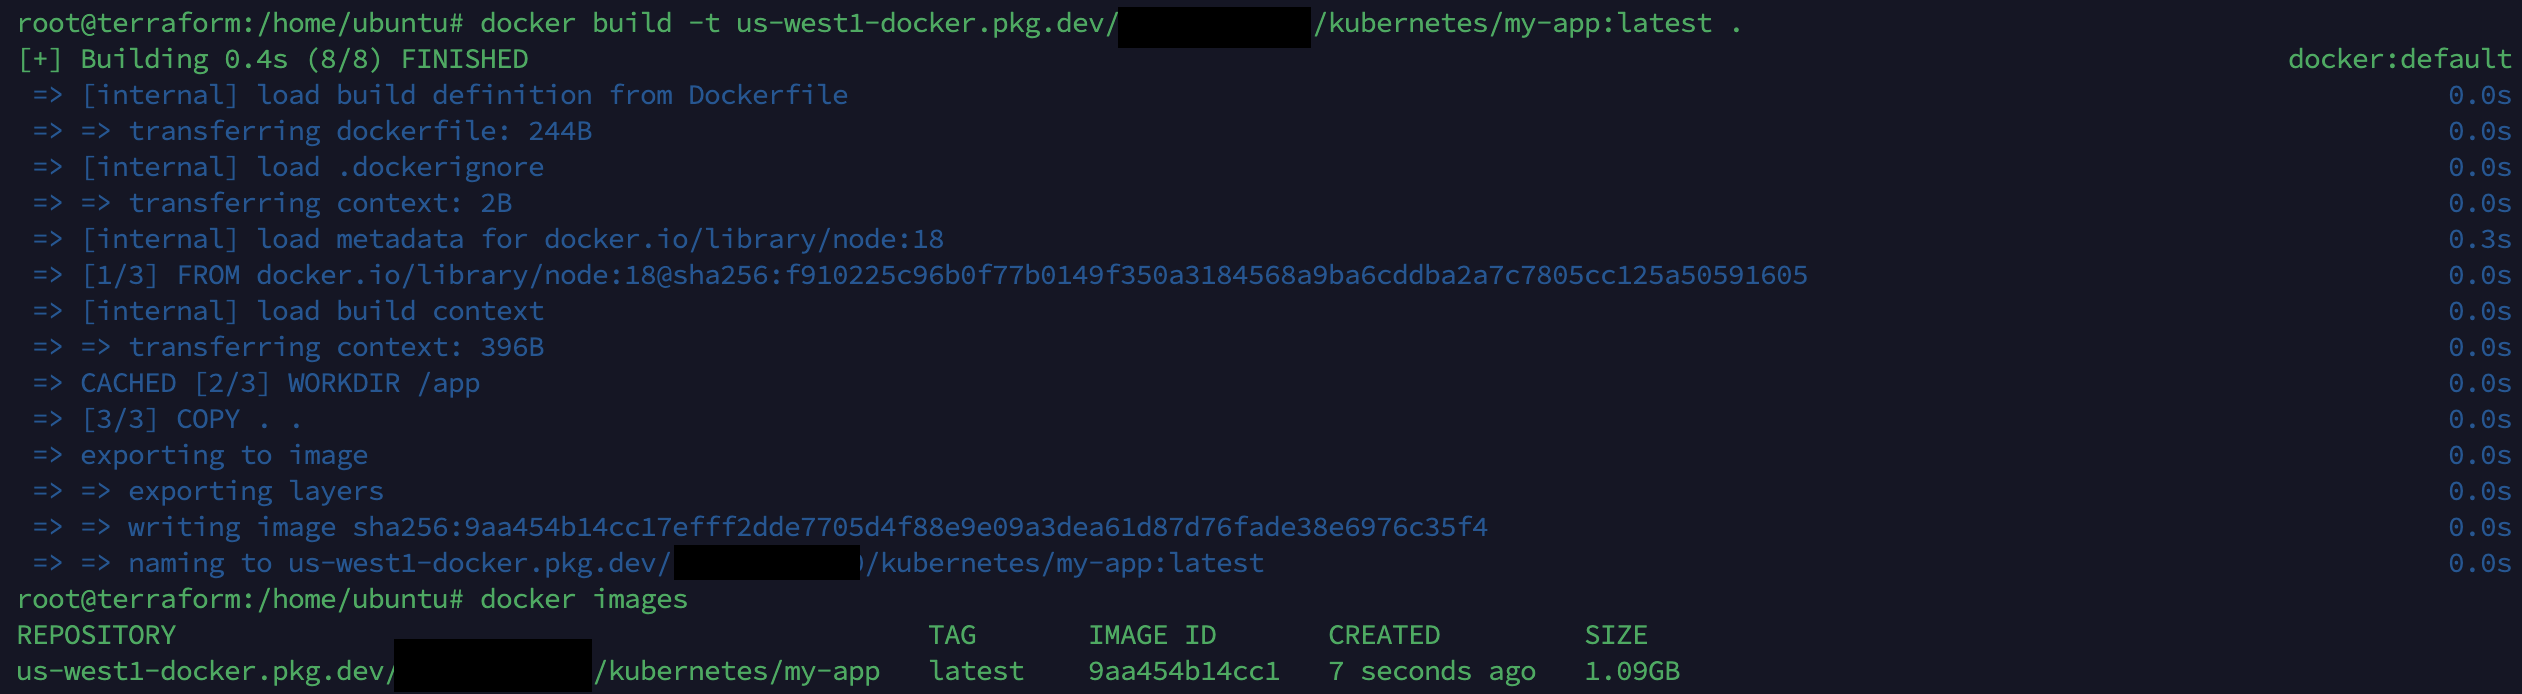 root@terraform:/home/ubuntu# docker build -t us-west1-docker.pkg.dev/ /kubernetes/my-app:latest .
[+] Building 0.4s (8/8) FINISHED docker:default
=> [internal] load build definition from Dockerfile 0.0s
=> => transferring dockerfile: 244B 0.0s
=> [internal] load .dockerignore 0.0s
=> => transferring context: 2B 0.0s
=> [internal] load metadata for docker.io/library/node:18 0.3s
=> [1/3] FROM docker.io/library/node:18@sha256:f910225c96b0f77b0149f350a3184568a9ba6cddba2a7c7805cc125a50591605 0.0s
=> [internal] load build context 0.0s
=> => transferring context: 396B 0.0s
=> CACHED [2/3] WORKDIR /app 0.0s
=> [3/3] COPY . . 0.0s
=> exporting to image 0.0s
=> => exporting layers 0.0s
=> => writing image sha256:9aa454b14cc17efff2dde7705d4f88e9e09a3dea61d87d76fade38e6976c35f4 0.0s
=> => naming to us-west1-docker.pkg.dev/ /kubernetes/my-app:latest 0.0s
root@terraform:/home/ubuntu# docker images
REPOSITORY TAG IMAGE ID CREATED SIZE
us-west1-docker.pkg.dev/ /kubernetes/my-app latest 9aa454b14cc1 7 seconds ago 1.09GB